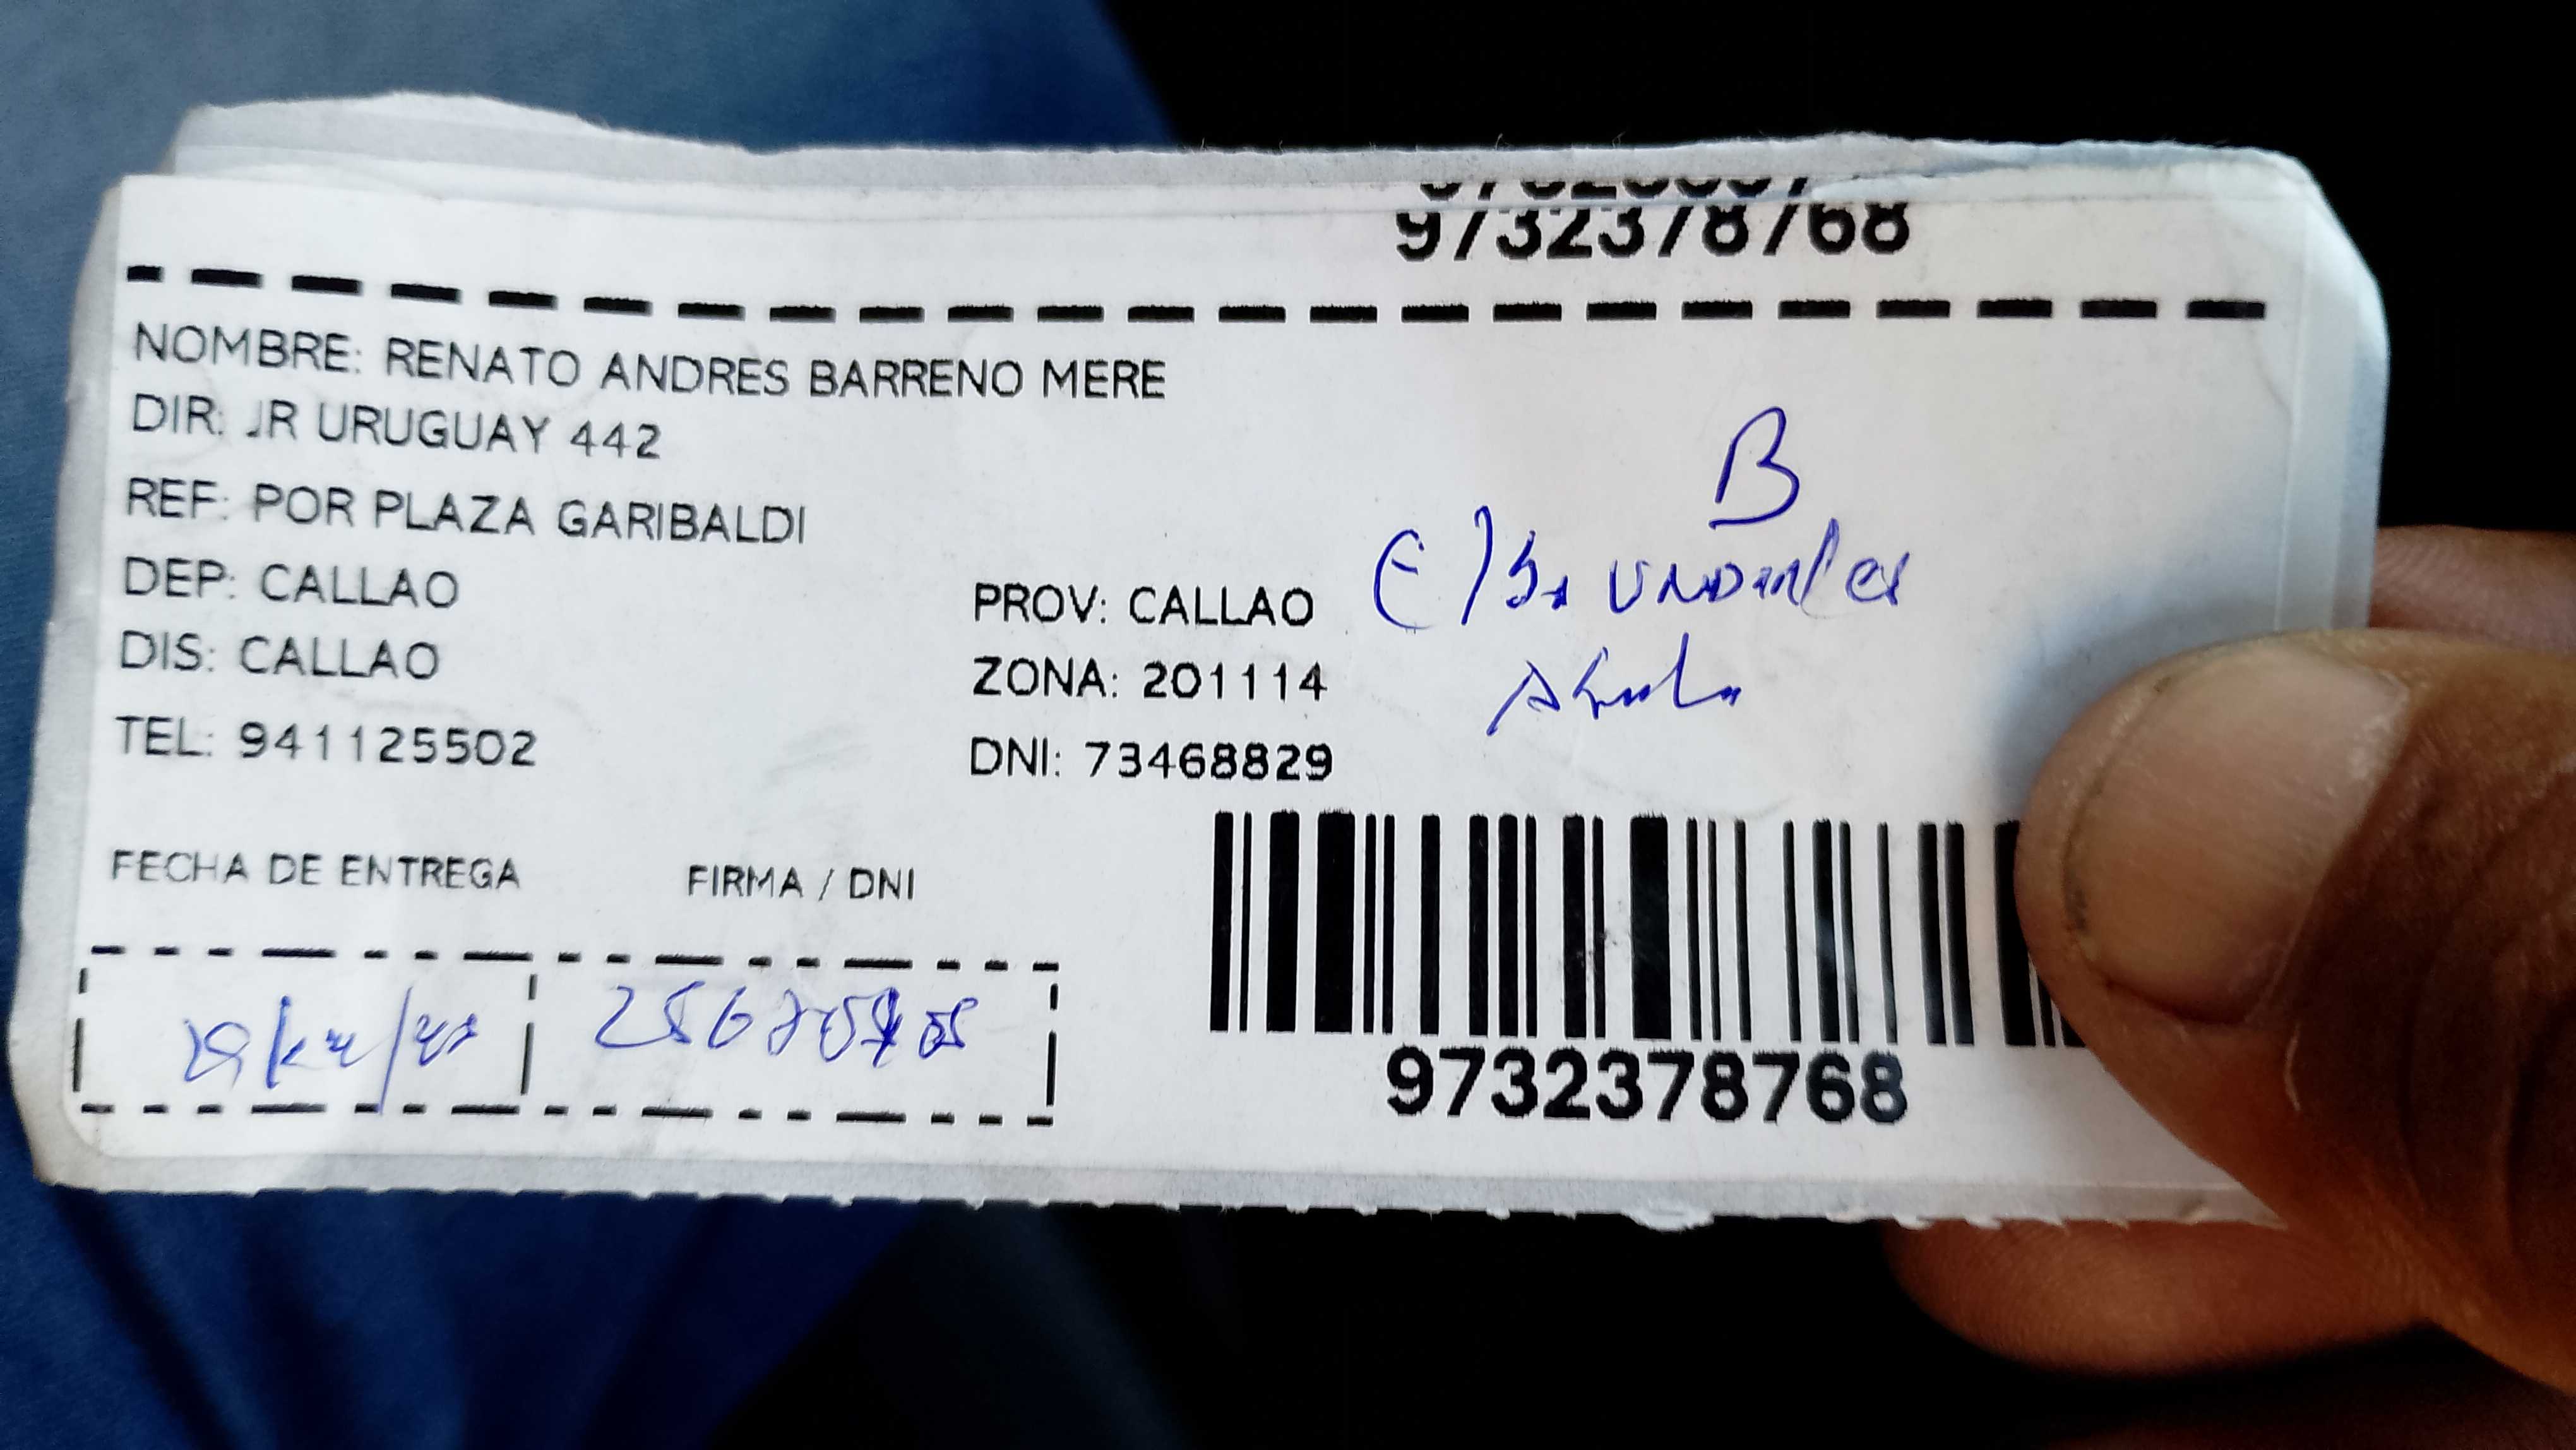 9732378768
NOMBRE: RENATO ANDRES BARRENO MERE
DIR: JR URUGUAY 442
REF: POR PLAZA GARIBALDI
DEP: CALLAO
PROV: CALLAO
DIS: CALLAO
ZONA: 201114
TEL: 941125502
DNI: 73468829
B
FECHA DE ENTREGA
FIRMA / DNI
9732378768